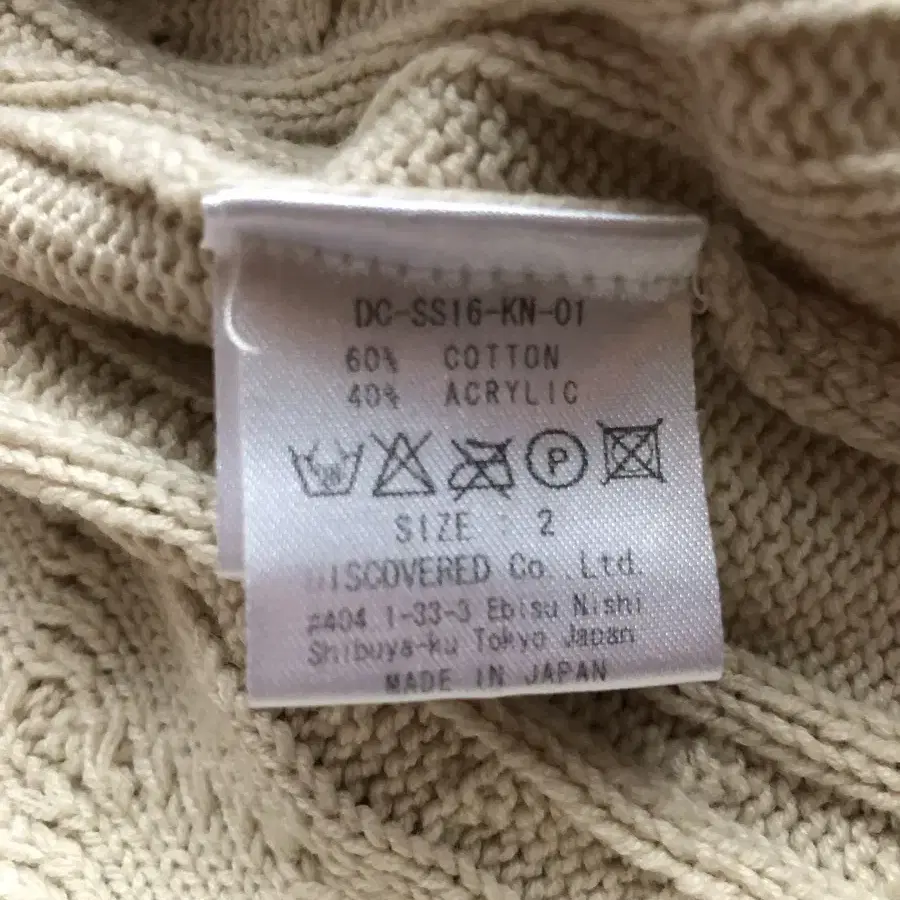 DC-SS16-KN-01
60% COTTON
40% ACRYLIC
P
SIZE : 2
DISCOVERED Co.,Ltd.
#404 1-33-3 Ebisu Nishi
Shibuya-ku Tokyo Japan
MADE IN JAPAN